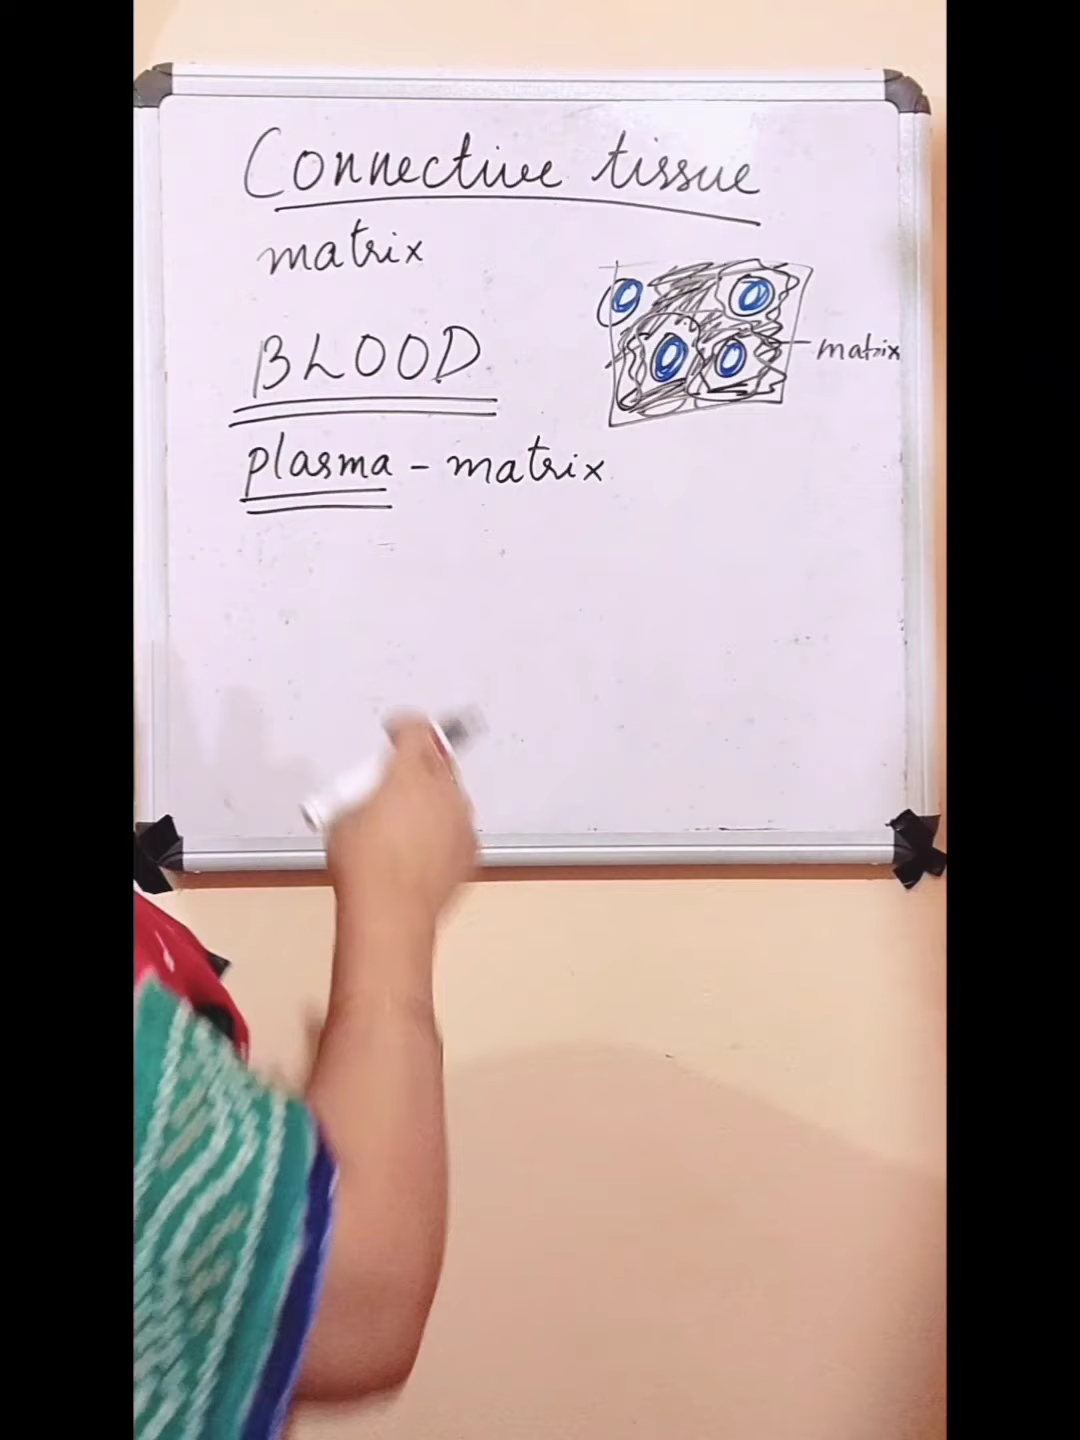 Connective tissue
matrix
matrix
BLOOD
plasma - matrix